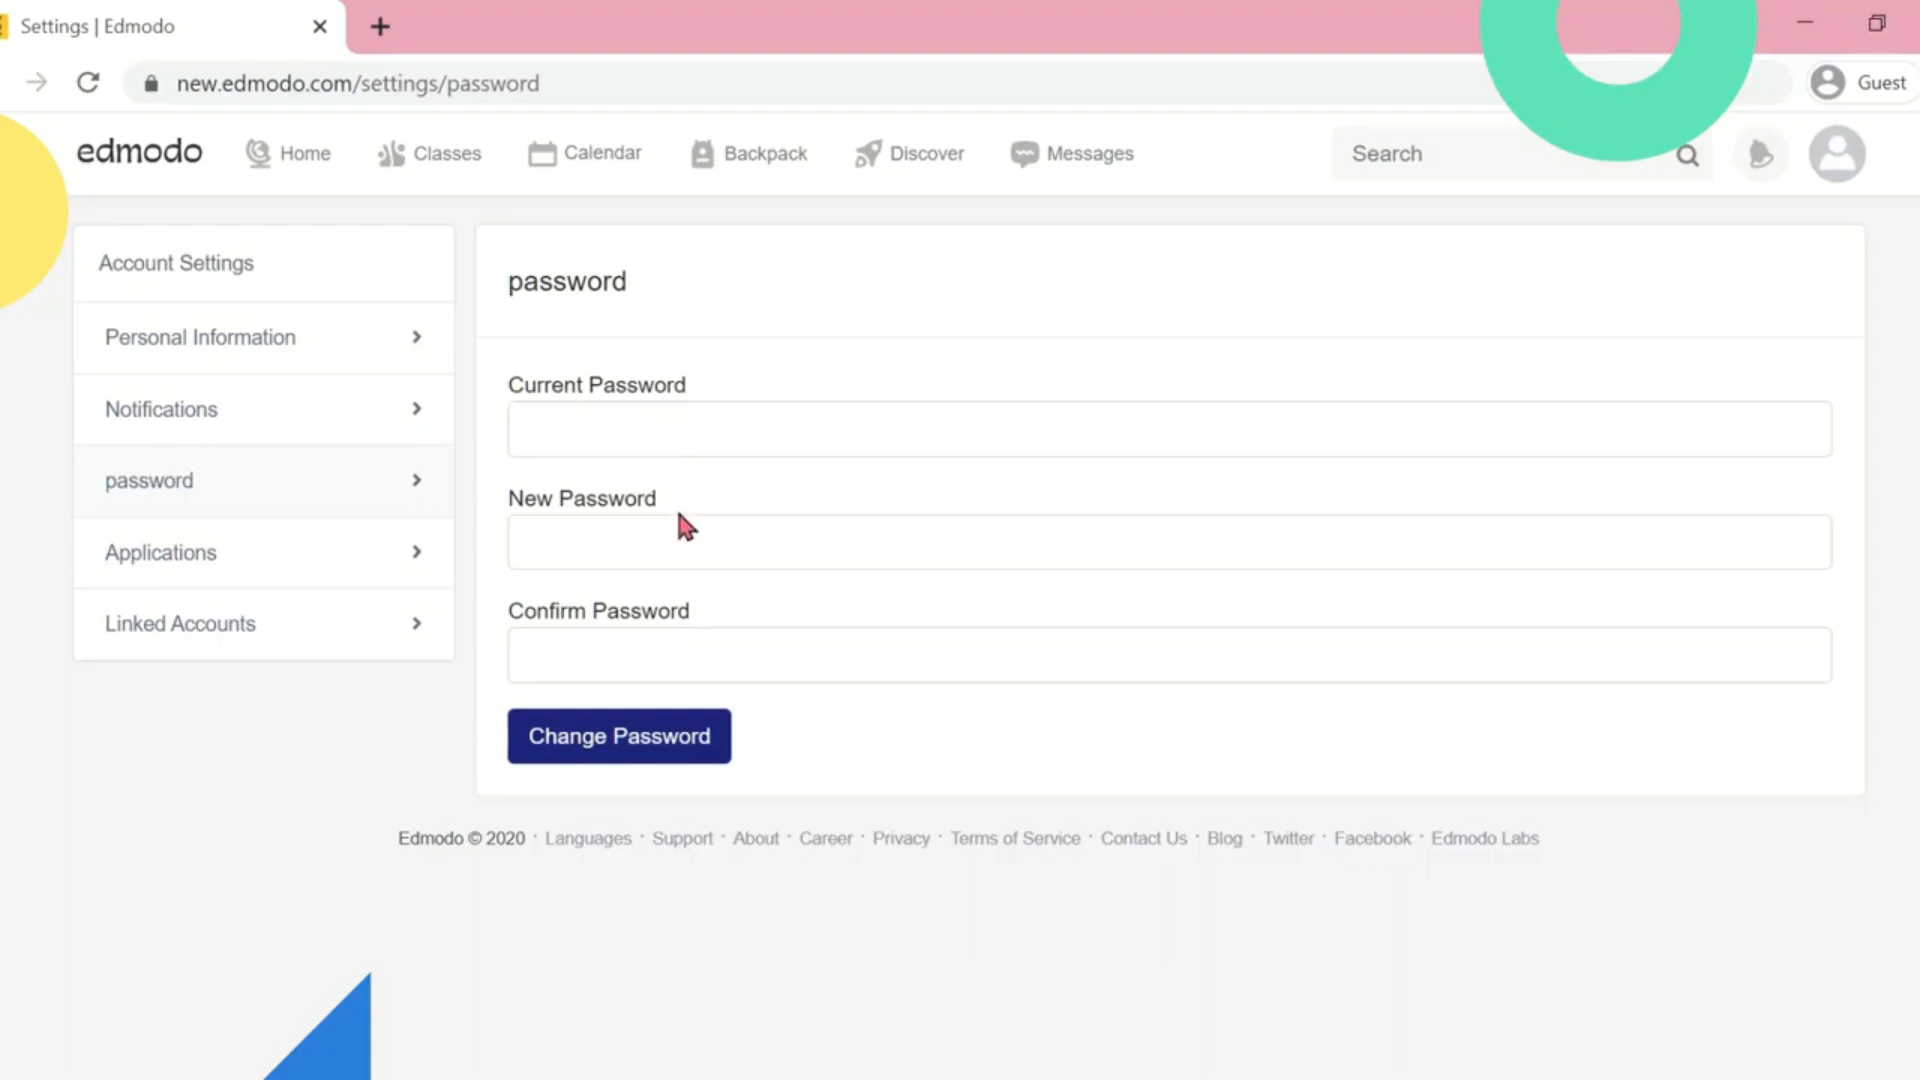 Settings | Edmodo
new.edmodo.com/settings/password
Guest
edmodo Home Classes Calendar Backpack Discover Messages Search
Account Settings
Personal Information
Notifications
password
Applications
Linked Accounts
password
Current Password
New Password
Confirm Password
Change Password
Edmodo © 2020 · Languages · Support · About · Career · Privacy · Terms of Service · Contact Us · Blog · Twitter · Facebook · Edmodo Labs